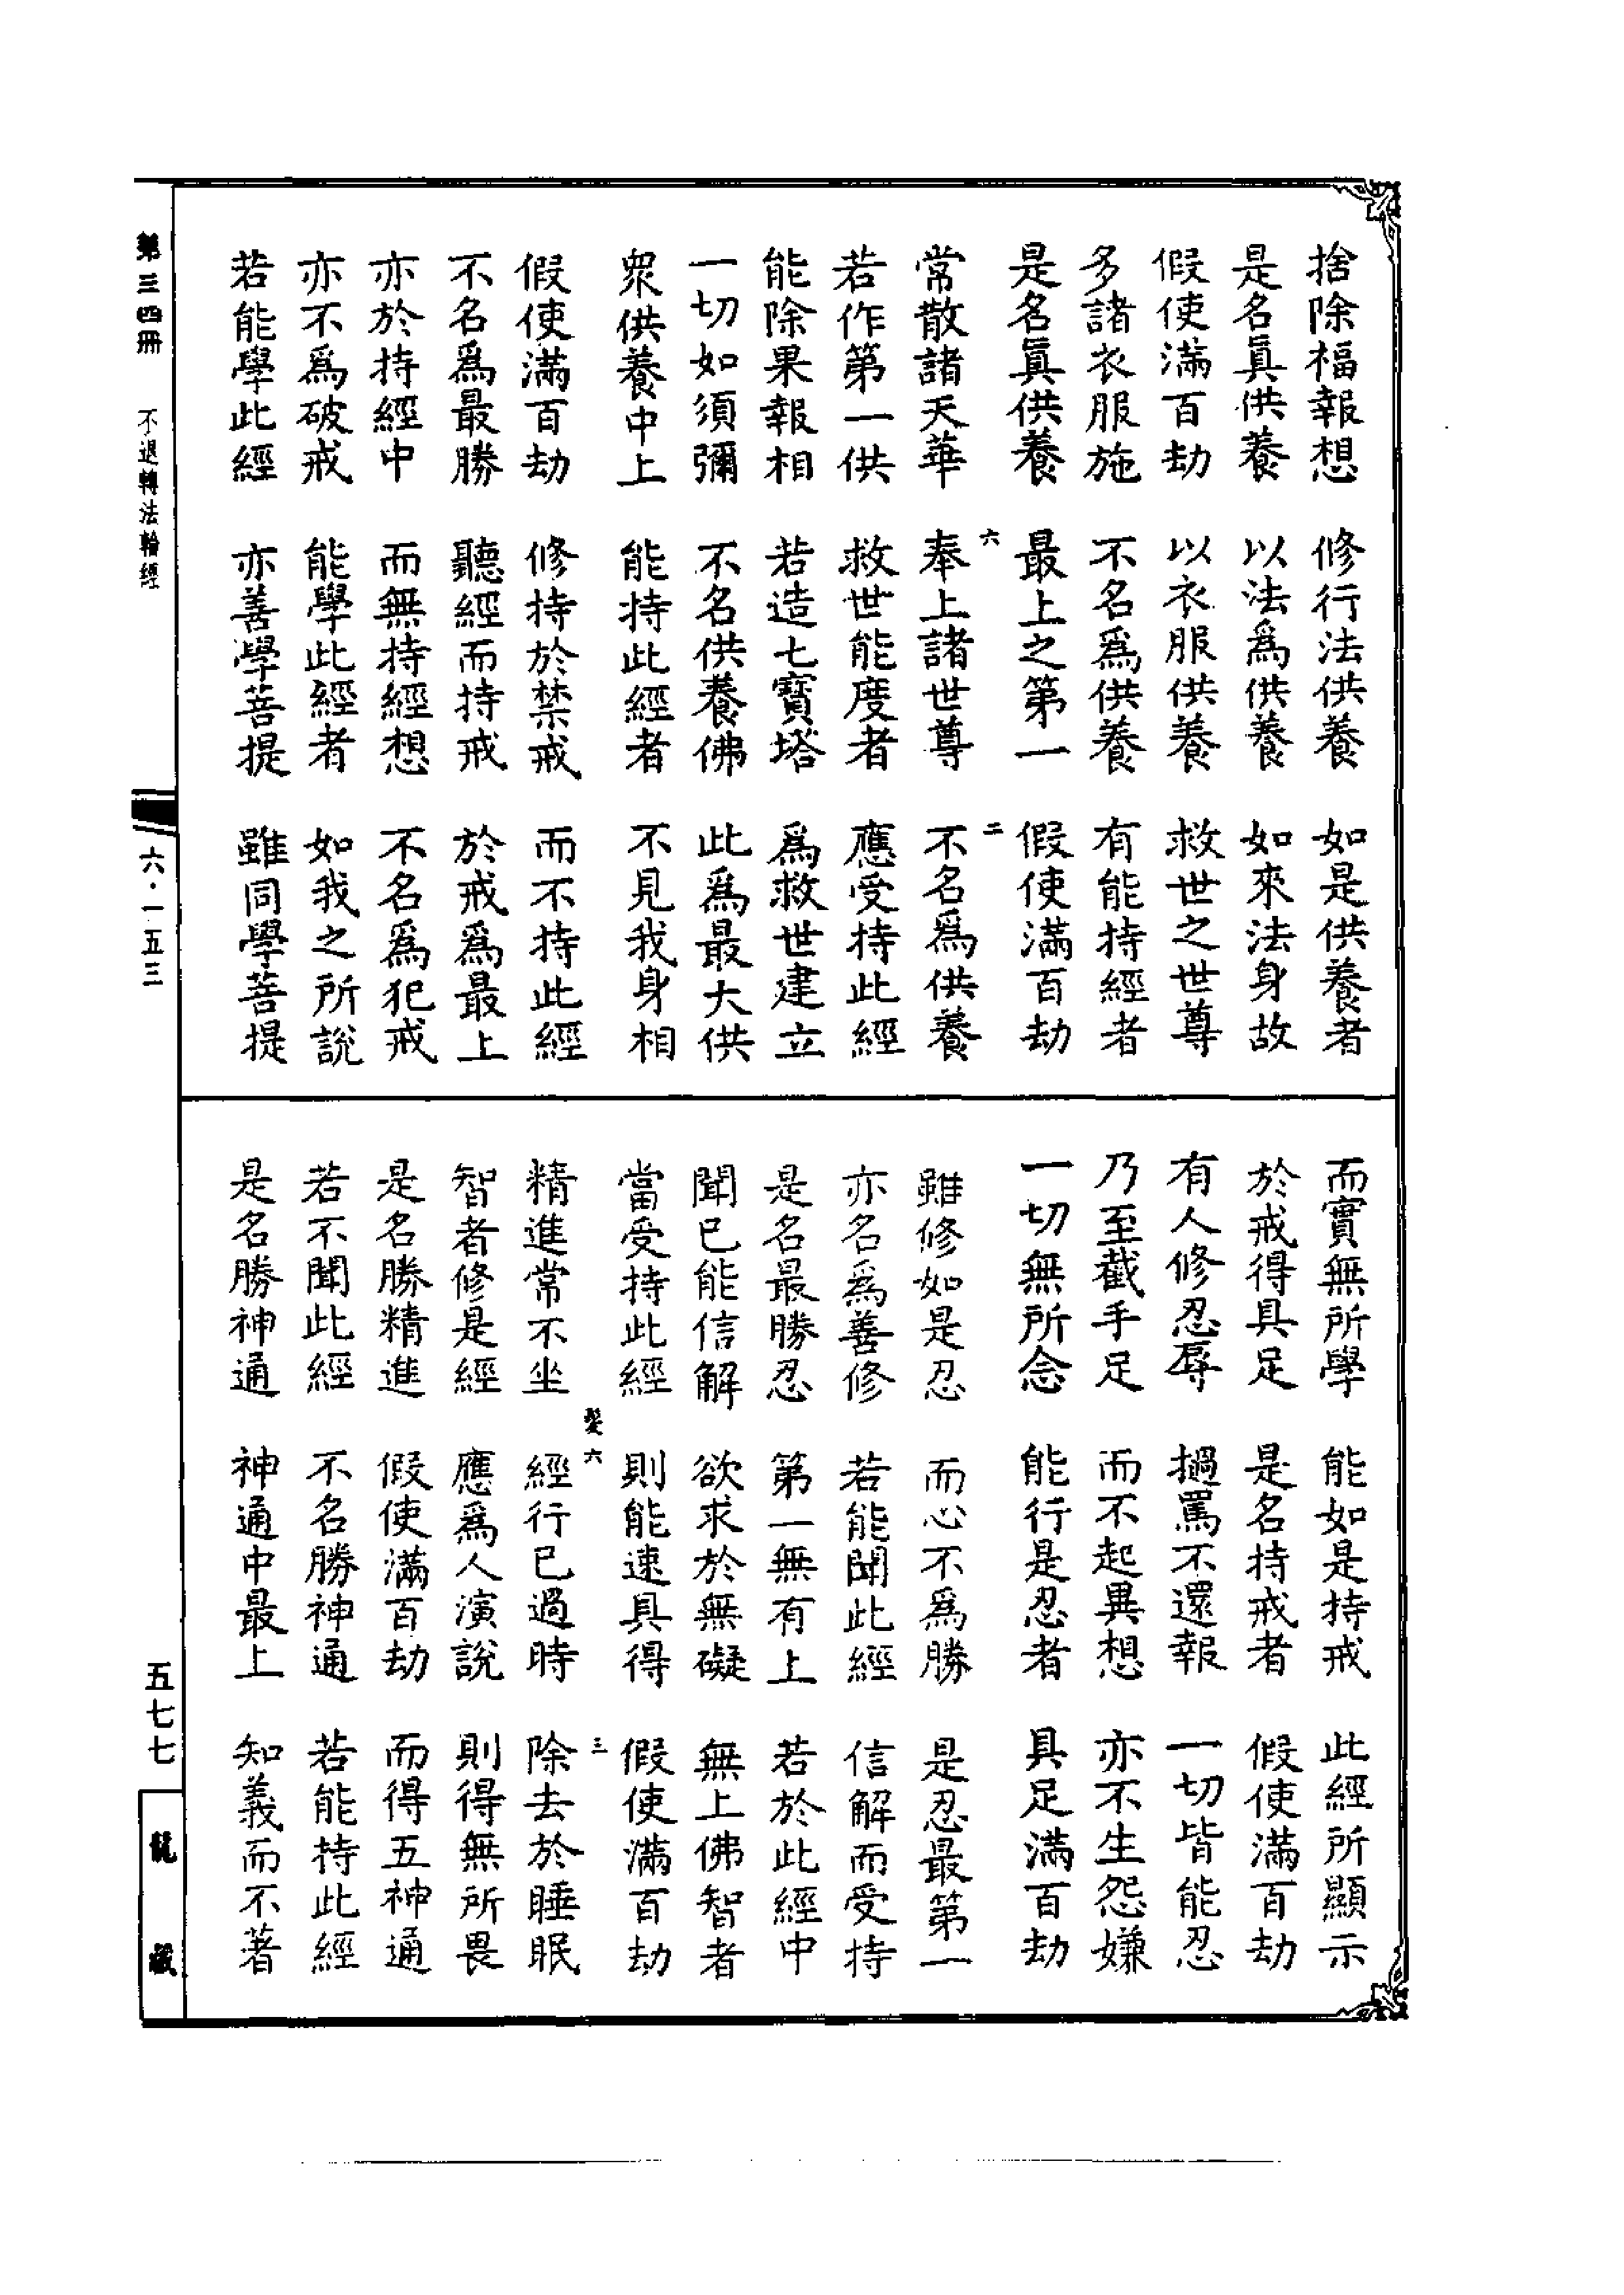 捨除福報想 修行法供養 如是供養者
是名眞供養 以法爲供養 如來法身故
假使滿百劫 以衣服供養 救世之世尊
多諸衣服施 不名爲供養 有能持經者
是名眞供養 最上之第一 假使滿百劫
六 二
常散諸天華 奉上諸世尊 不名爲供養
若作第一供 救世能度者 應受持此經
能除果報相 若造七寶塔 爲救世建立
一切如須彌 不名供養佛 此爲最大供
眾供養中上 能持此經者 不見我身相
假使滿百劫 修持於禁戒 而不持此經
不名爲最勝 聽經而持戒 於戒爲最上
亦於持經中 而無持經想 不名爲犯戒
亦不爲破戒 能學此經者 如我之所說
若能學此經 亦善學菩提 雖同學菩提
而實無所學 能如是持戒 此經所顯示
於戒得具足 是名持戒者 假使滿百劫
有人修忍辱 撾罵不還報 一切皆能忍
乃至截手足 而不起異想 亦不生怨嫌
一切無所念 能行是忍者 具足滿百劫
雖修如是忍 而心不爲勝 是忍最第一
亦名爲善修 若能聞此經 信解而受持
是名最勝忍 第一無有上 若於此經中
聞已能信解 欲求於無礙 無上佛智者
當受持此經 則能速具得 假使滿百劫
髮六 三
精進常不坐 經行已過時 除去於睡眠
智者修是經 應爲人演說 則得無所畏
是名勝精進 假使滿百劫 而得五神通
若不聞此經 不名勝神通 若能持此經
是名勝神通 神通中最上 知義而不著
第三四冊 不退轉法輪經 六·一五三 五七七 龍藏